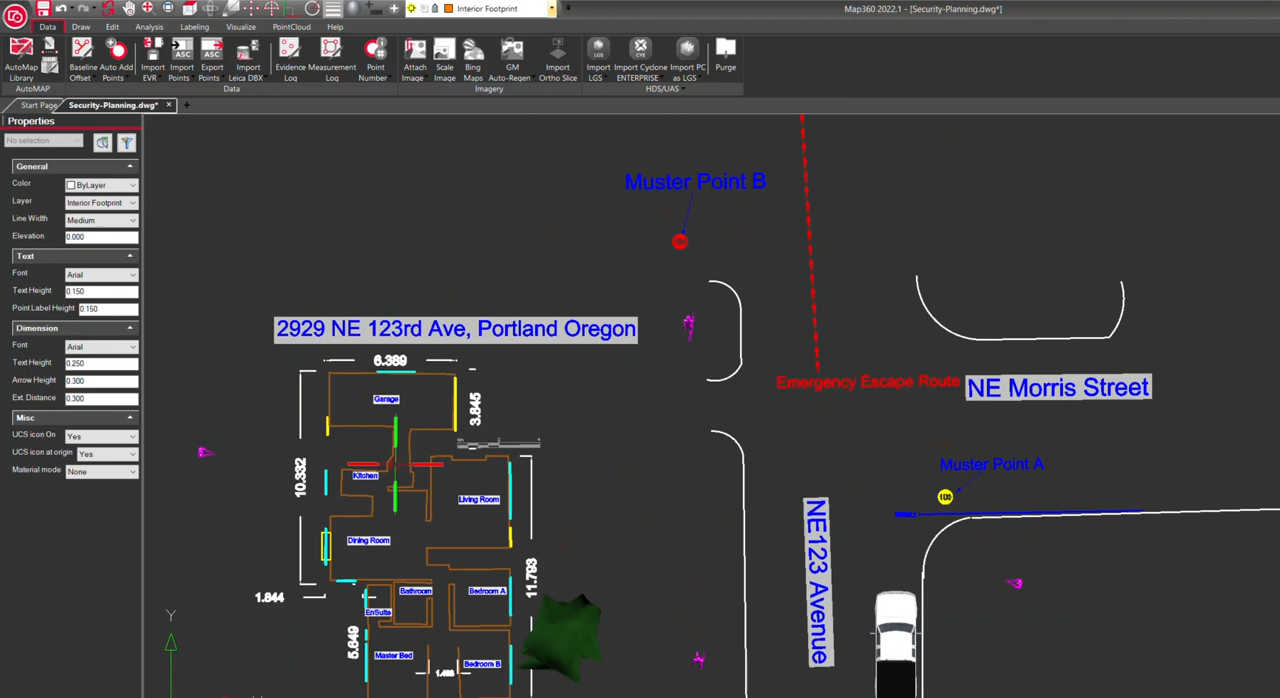 Interior Footprint
Map360 2022.1 - [Security-Planning.dwg*]
Data Draw Edit Analysis Labeling Visualize PointCloud Help
AutoMap Library
Baseline Offset
Auto Add Points
Import EVR
Import Points
Export Points
Import Leica DBX
Evidence Log
Measurement Log
Point Number
Attach Image
Scale Image
Bing Maps
GM Auto-Regen
Import Ortho Slice
Import LGS
Import Cyclone ENTERPRISE
Import PC as LGS
Purge
AutoMAP Data Imagery HDS/UAS
Start Page Security-Planning.dwg*
Properties
No selection
General
Color ByLayer
Layer Interior Footprint
Line Width Medium
Elevation 0.000
Text
Font Arial
Text Height 0.150
Point Label Height 0.150
Dimension
Font Arial
Text Height 0.250
Arrow Height 0.300
Ext. Distance 0.300
Misc
UCS icon On Yes
UCS icon at origin Yes
Material mode None
Muster Point B
2929 NE 123rd Ave, Portland Oregon
6.389
Emergency Escape Route
NE Morris Street
Garage
3.845
Muster Point A
100
10.332
Kitchen
Living Room
NE123 Avenue
Dining Room
11.793
1.844
Bathroom
Bedroom A
EnSuite
5.649
Master Bed
Bedroom B
Y